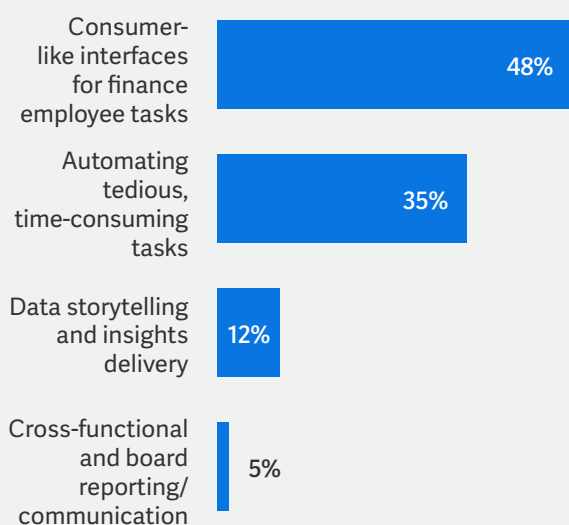 Consumer-
like interfaces
for finance
employee tasks
48%
Automating
tedious,
time-consuming
tasks
35%
Data storytelling
and insights
delivery
12%
Cross-functional
and board
reporting/
communication
5%